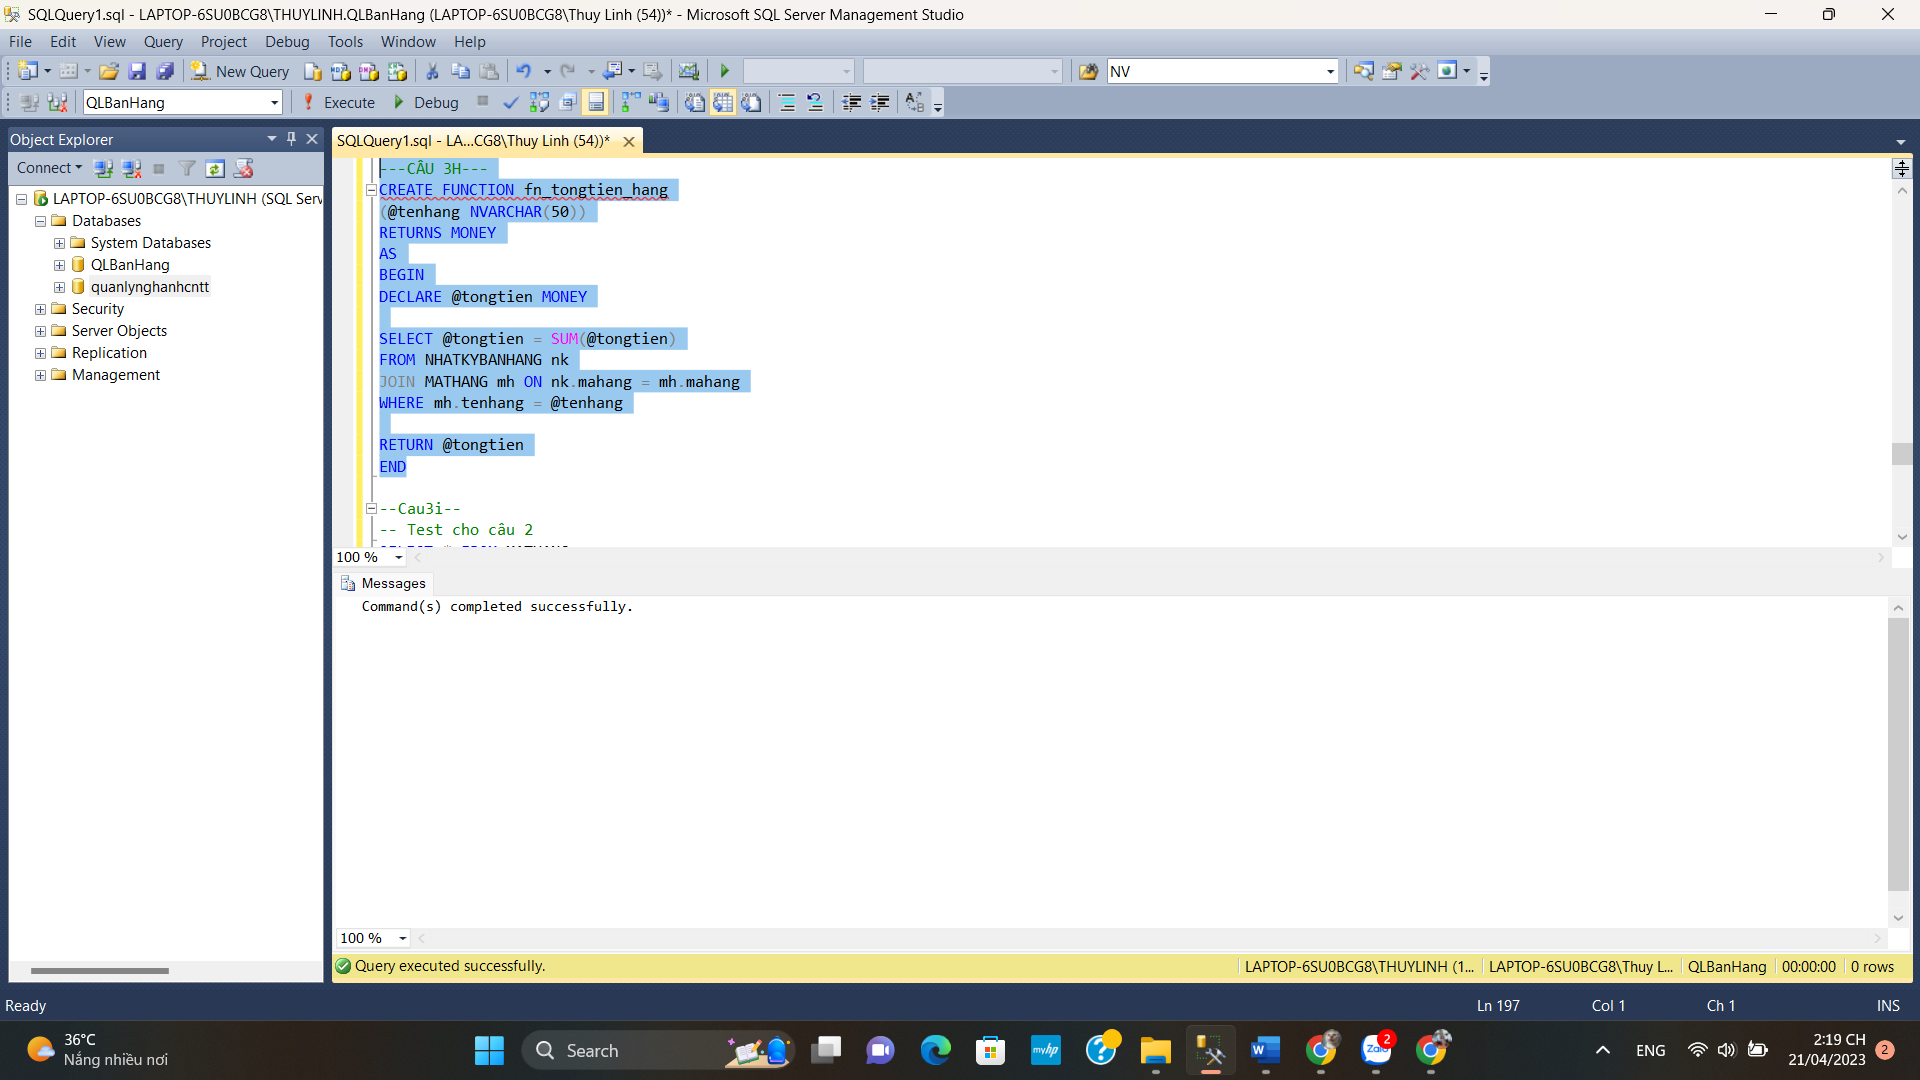 SQLQuery1.sql - LAPTOP-6SU0BCG8\THUYLINH.QLBanHang (LAPTOP-6SU0BCG8\Thuy Linh (54))* - Microsoft SQL Server Management Studio
File Edit View Query Project Debug Tools Window Help
New Query NV
QLBanHang Execute Debug
Object Explorer
Connect
LAPTOP-6SU0BCG8\THUYLINH (SQL Serv
Databases
System Databases
QLBanHang
quanlynghanhcntt
Security
Server Objects
Replication
Management
SQLQuery1.sql - LA...CG8\Thuy Linh (54))*
---CÂU 3H---
CREATE FUNCTION fn_tongtien_hang
(@tenhang NVARCHAR(50))
RETURNS MONEY
AS
BEGIN
DECLARE @tongtien MONEY
SELECT @tongtien = SUM(@tongtien)
FROM NHATKYBANHANG nk
JOIN MATHANG mh ON nk.mahang = mh.mahang
WHERE mh.tenhang = @tenhang
RETURN @tongtien
END
--Cau3i--
-- Test cho câu 2
SELECT * FROM MATHANG
100 %
Messages
Command(s) completed successfully.
100 %
Query executed successfully. LAPTOP-6SU0BCG8\THUYLINH (1... LAPTOP-6SU0BCG8\Thuy L... QLBanHang 00:00:00 0 rows
Ready Ln 197 Col 1 Ch 1 INS
36°C
Nắng nhiều nơi
Search
myhp
Zalo
2
ENG
2:19 CH
21/04/2023
2